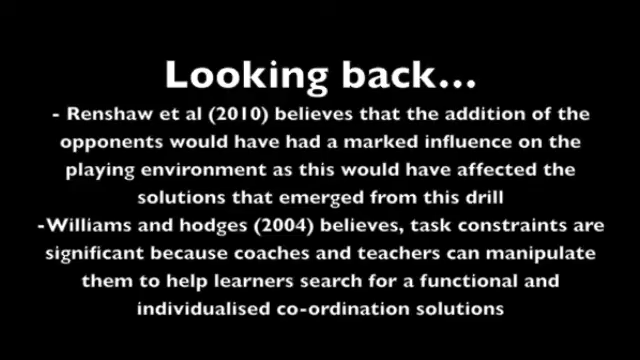 Looking back...
- Renshaw et al (2010) believes that the addition of the
opponents would have had a marked influence on the
playing environment as this would have affected the
solutions that emerged from this drill
-Williams and hodges (2004) believes, task constraints are
significant because coaches and teachers can manipulate
them to help learners search for a functional and
individualised co-ordination solutions